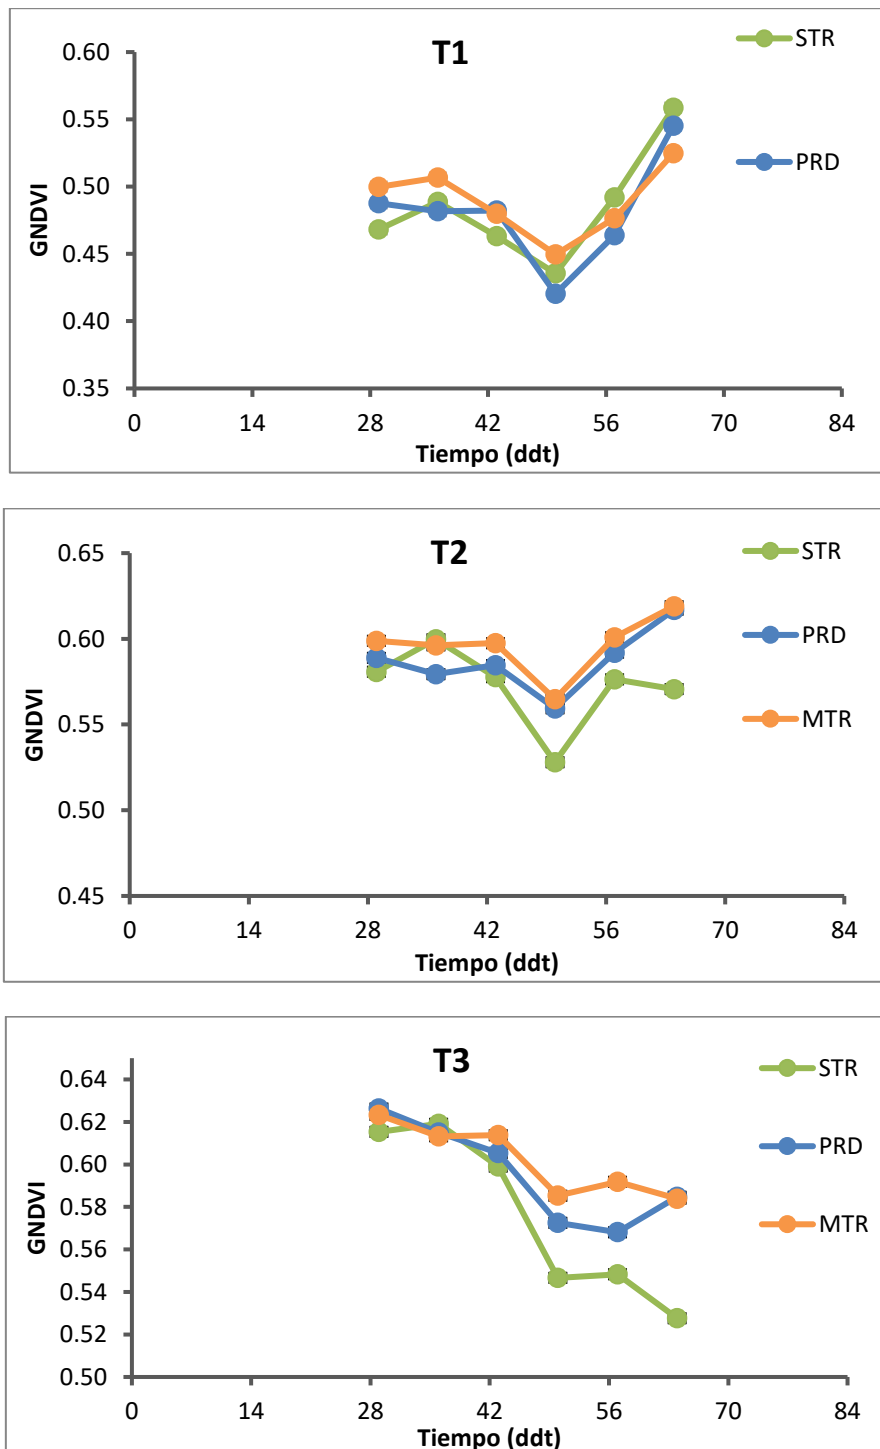 T1
STR
PRD
0.60
0.55
0.50
0.45
0.40
0.35
GNDVI
0 14 28 42 56 70 84
Tiempo (ddt)
T2
STR
PRD
MTR
0.65
0.60
0.55
0.50
0.45
GNDVI
0 14 28 42 56 70 84
Tiempo (ddt)
T3
STR
PRD
MTR
0.64
0.62
0.60
0.58
0.56
0.54
0.52
0.50
GNDVI
0 14 28 42 56 70 84
Tiempo (ddt)